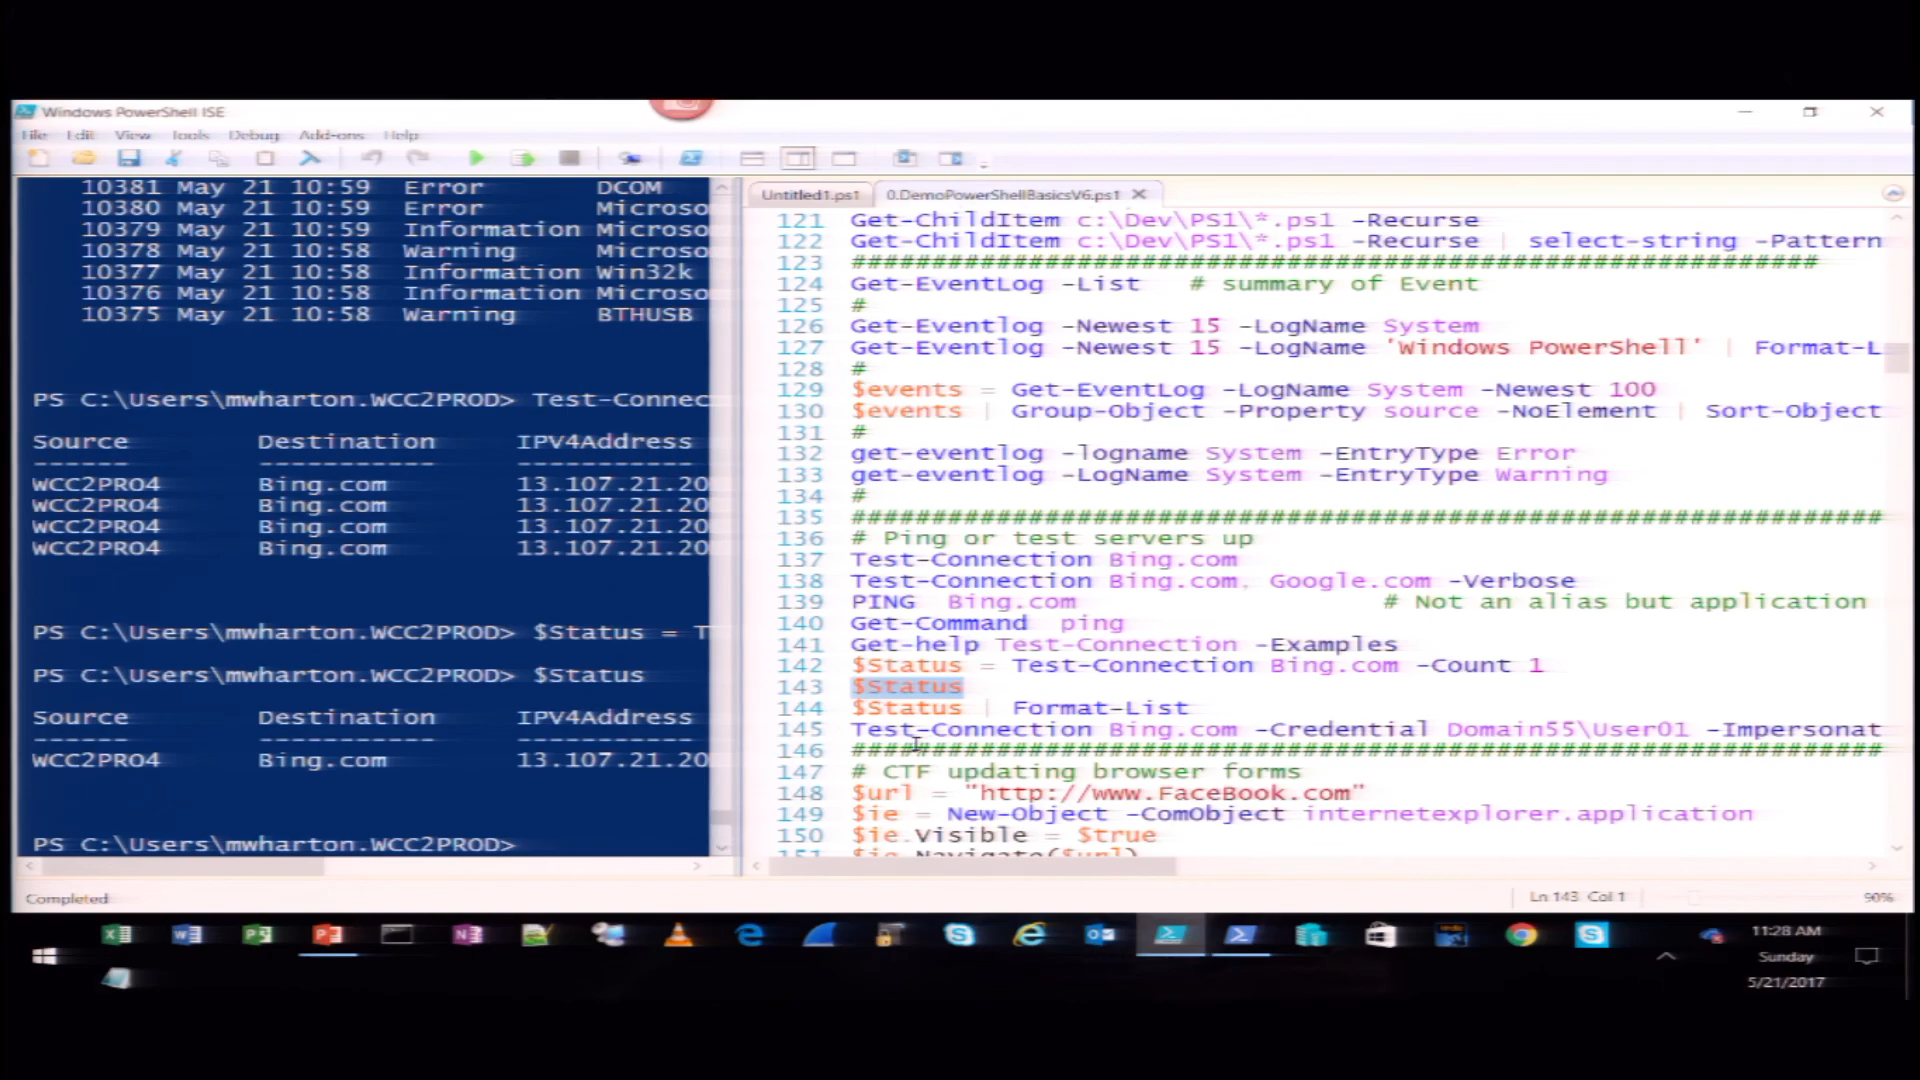 Windows PowerShell ISE
File Edit View Tools Debug Add-ons Help
10381 May 21 10:59 Error DCOM
10380 May 21 10:59 Error Microso
10379 May 21 10:59 Information Microso
10378 May 21 10:58 Warning Microso
10377 May 21 10:58 Information Win32k
10376 May 21 10:58 Information Microso
10375 May 21 10:58 Warning BTHUSB
PS C:\Users\mwharton.WCC2PROD> Test-Connec
Source Destination IPV4Address
------ ----------- -----------
WCC2PRO4 Bing.com 13.107.21.20
WCC2PRO4 Bing.com 13.107.21.20
WCC2PRO4 Bing.com 13.107.21.20
WCC2PRO4 Bing.com 13.107.21.20
PS C:\Users\mwharton.WCC2PROD> $Status = T
PS C:\Users\mwharton.WCC2PROD> $Status
Source Destination IPV4Address
------ ----------- -----------
WCC2PRO4 Bing.com 13.107.21.20
PS C:\Users\mwharton.WCC2PROD>
Untitled1.ps1 0.DemoPowerShellBasicsV6.ps1
121 Get-ChildItem c:\Dev\PS1\*.ps1 -Recurse
122 Get-ChildItem c:\Dev\PS1\*.ps1 -Recurse | select-string -Pattern
123 ############################################################
124 Get-EventLog -List # summary of Event
125 #
126 Get-Eventlog -Newest 15 -LogName System
127 Get-Eventlog -Newest 15 -LogName 'Windows PowerShell' | Format-L
128 #
129 $events = Get-EventLog -LogName System -Newest 100
130 $events | Group-Object -Property source -NoElement | Sort-Object
131 #
132 get-eventlog -logname System -EntryType Error
133 get-eventlog -LogName System -EntryType Warning
134 #
135 ################################################################
136 # Ping or test servers up
137 Test-Connection Bing.com
138 Test-Connection Bing.com, Google.com -Verbose
139 PING Bing.com # Not an alias but application
140 Get-Command ping
141 Get-help Test-Connection -Examples
142 $Status = Test-Connection Bing.com -Count 1
143 $Status
144 $Status | Format-List
145 Test-Connection Bing.com -Credential Domain55\User01 -Impersonat
146 ################################################################
147 # CTF updating browser forms
148 $url = "http://www.FaceBook.com"
149 $ie = New-Object -ComObject internetexplorer.application
150 $ie.Visible = $true
151 $ie.Navigate($url)
Completed
Ln 143 Col 1 90%
11:28 AM
Sunday
5/21/2017